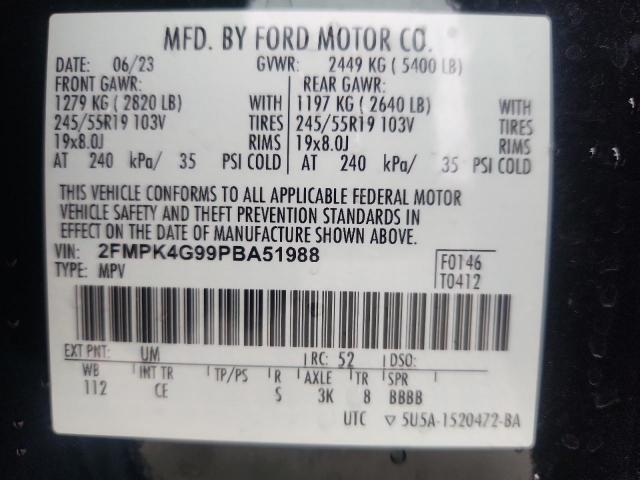 MFD. BY FORD MOTOR CO.
DATE: 06/23 GVWR: 2449 KG ( 5400 LB)
FRONT GAWR: REAR GAWR:
1279 KG ( 2820 LB) WITH 1197 KG ( 2640 LB) WITH
245/55R19 103V TIRES 245/55R19 103V TIRES
19x8.0J RIMS 19x8.0J RIMS
AT 240 kPa/ 35 PSI COLD AT 240 kPa/ 35 PSI COLD
THIS VEHICLE CONFORMS TO ALL APPLICABLE FEDERAL MOTOR
VEHICLE SAFETY AND THEFT PREVENTION STANDARDS IN
EFFECT ON THE DATE OF MANUFACTURE SHOWN ABOVE.
VIN: 2FMPK4G99PBA51988 F0146
TYPE: MPV T0412
EXT PNT: UM RC: 52 DSO:
WB INT TR TP/PS R AXLE TR SPR
112 CE S 3K 8 BBBB
UTC ▽ 5U5A-1520472-BA